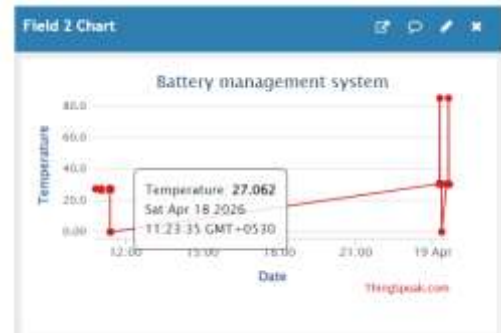 Field 2 Chart
Battery management system
80.0
60.0
40.0
20.0
0.00
Temperature
Temperature 27.062
Sat Apr 18 2026
11:23:35 GMT+0530
12:00
15:00
18:00
21:00
19 Apr
Date
ThingSpeak.com